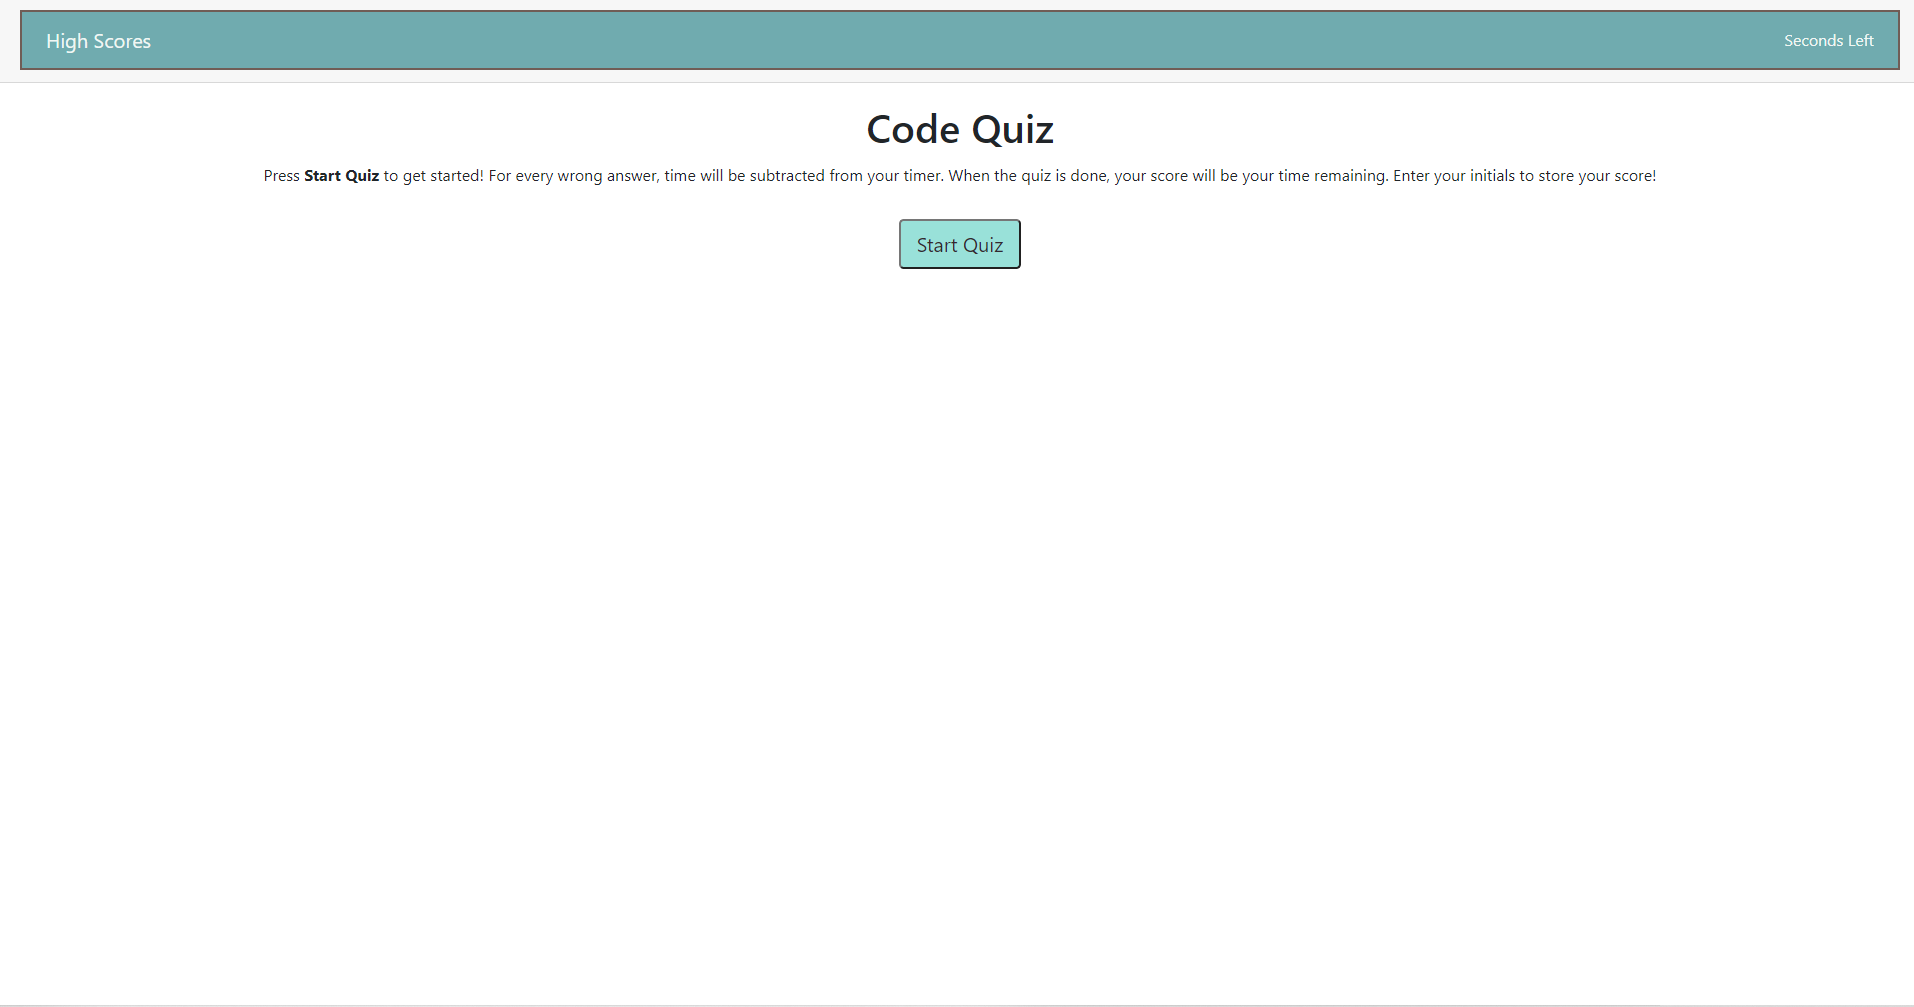 High Scores
Seconds Left
Code Quiz
Press Start Quiz to get started! For every wrong answer, time will be subtracted from your timer. When the quiz is done, your score will be your time remaining. Enter your initials to store your score!
Start Quiz